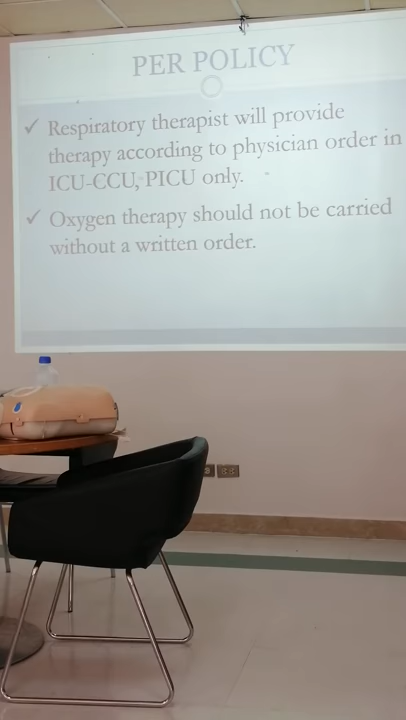 PER POLICY
✓ Respiratory therapist will provide
therapy according to physician order in
ICU-CCU, PICU only.
✓ Oxygen therapy should not be carried
without a written order.